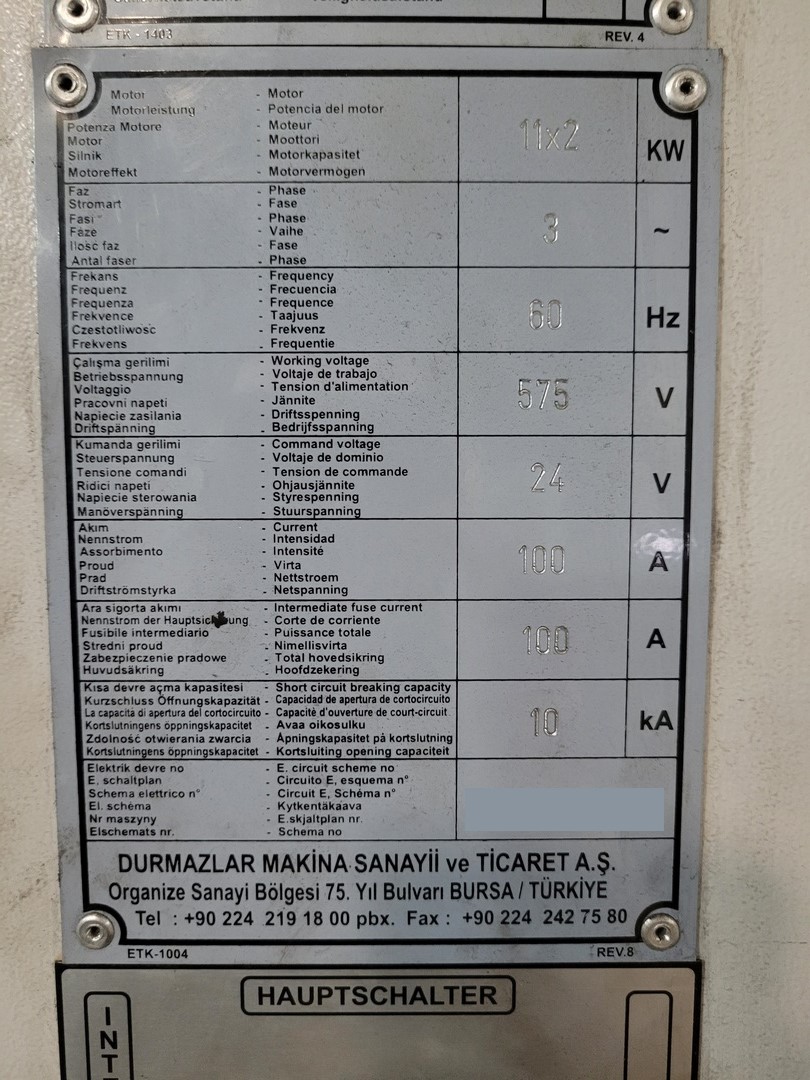 ETK - 1403 REV. 4
Motor - Motor
Motorleistung - Potencia del motor
Potenza Motore - Moteur
Motor - Moottori
Silnik - Motorkapasitet
Motoreffekt - Motorvermogen
11x2 KW
Faz - Phase
Stromart - Fase
Fasi - Phase
Faze - Vaihe
Ilosc faz - Fase
Antal faser - Phase
3 ~
Frekans - Frequency
Frequenz - Frecuencia
Frequenza - Frequence
Frekvence - Taajuus
Czestotliwosc - Frekvenz
Frekvens - Frequentie
60 Hz
Çalışma gerilimi - Working voltage
Betriebsspannung - Voltaje de trabajo
Voltaggio - Tension d'alimentation
Pracovni napeti - Jännite
Napiecie zasilania - Driftsspenning
Driftspänning - Bedrijfsspanning
575 V
Kumanda gerilimi - Command voltage
Steuerspannung - Voltaje de dominio
Tensione comandi - Tension de commande
Ridici napeti - Ohjausjännite
Napiecie sterowania - Styrespenning
Manöverspänning - Stuurspanning
24 V
Akım - Current
Nennstrom - Intensidad
Assorbimento - Intensité
Proud - Virta
Prad - Nettstroem
Driftströmstyrka - Netspanning
100 A
Ara sigorta akımı - Intermediate fuse current
Nennstrom der - Corte de corriente
Fusibile intermediario - Puissance totale
Stredni proud - Nimellisvirta
Zabezpieczenie pradowe - Total hovedsikring
Huvudsäkring - Hoofdzekering
100 A
Kısa devre açma kapasitesi - Short circuit breaking capacity
Kurzschluss Öffnungskapazität - Capacidad de apertura de cortocircuito
La capacità di apertura del cortocircuito - Capacité d'ouverture de court-circuit
Kortslutningens öppningskapacitet - Avaa oikosulku
Zdolność otwierania zwarcia - Åpningskapasitet på kortslutning
Kortslutningens öppningskapacitet - Kortsluiting opening capaciteit
10 kA
Elektrik devre no - E. circuit scheme no
E. schaltplan - Circuito E, esquema n°
Schema elettrico n° - Circuit E, Schéma n°
El. schéma - Kytkentäkaava
Nr maszyny - E.skjaltplan nr.
Elschemats nr. - Schema no
DURMAZLAR MAKİNA SANAYİİ ve TİCARET A.Ş.
Organize Sanayi Bölgesi 75. Yıl Bulvarı BURSA / TÜRKİYE
Tel : +90 224 219 18 00 pbx. Fax : +90 224 242 75 80
ETK-1004 REV.8
HAUPTSCHALTER
INT